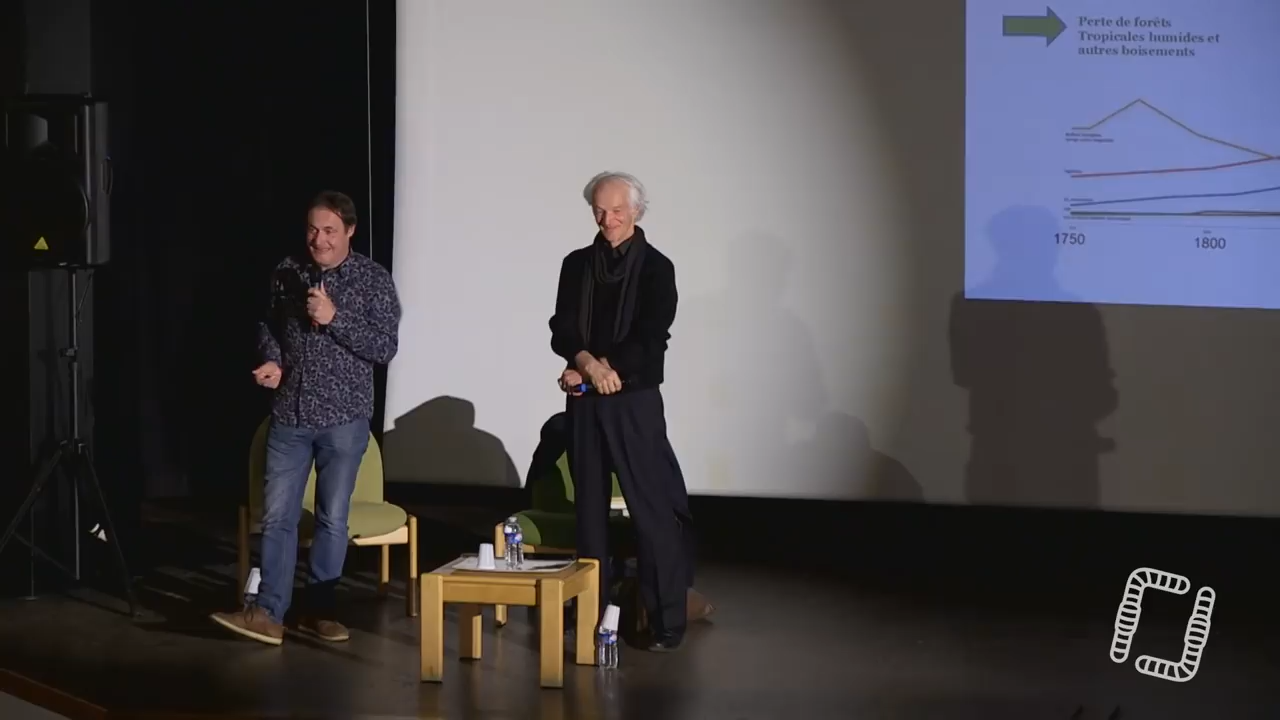 Perte de forêts
Tropicales humides et
autres boisements
1750
1800